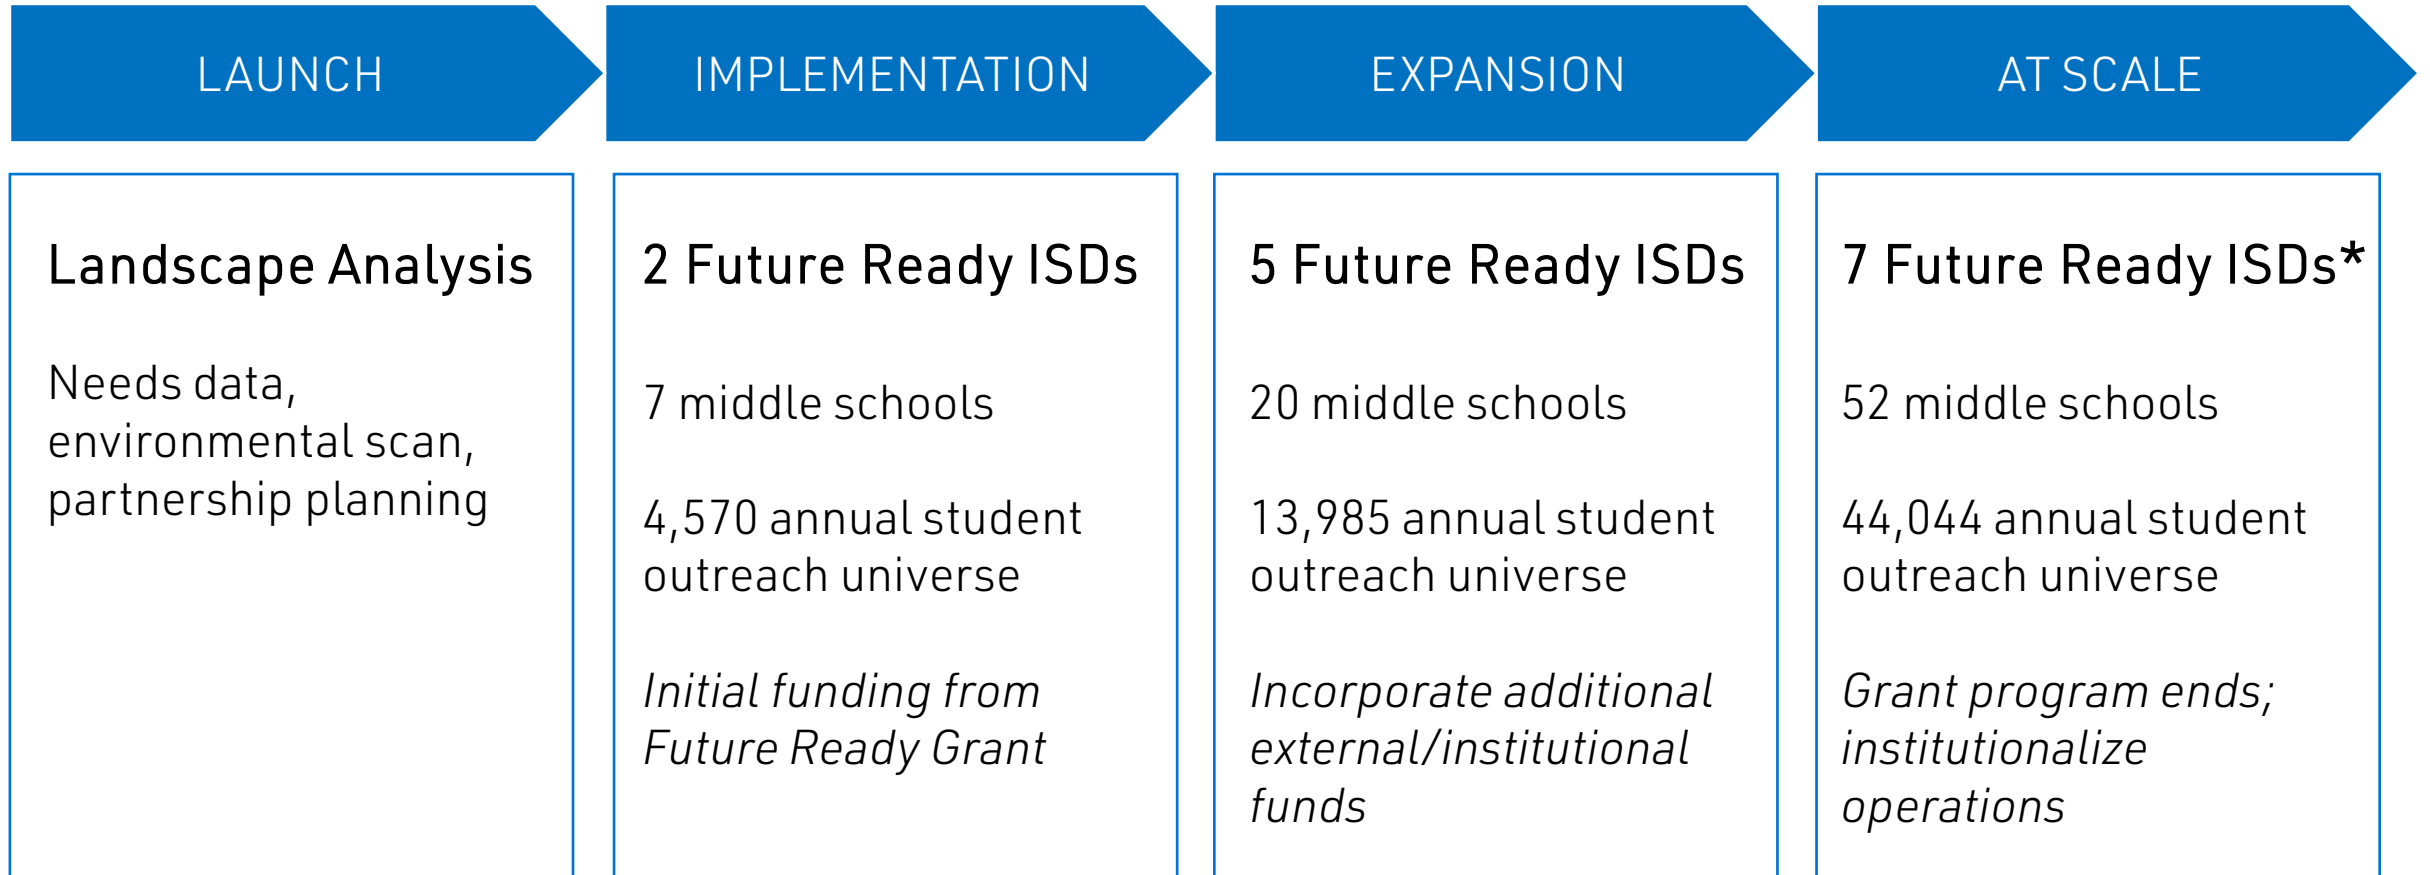 LAUNCH
IMPLEMENTATION
EXPANSION
AT SCALE
Landscape Analysis
Needs data,
environmental scan,
partnership planning
2 Future Ready ISDs
7 middle schools
4,570 annual student
outreach universe
Initial funding from
Future Ready Grant
5 Future Ready ISDs
20 middle schools
13,985 annual student
outreach universe
Incorporate additional
external/institutional
funds
7 Future Ready ISDs*
52 middle schools
44,044 annual student
outreach universe
Grant program ends;
institutionalize
operations